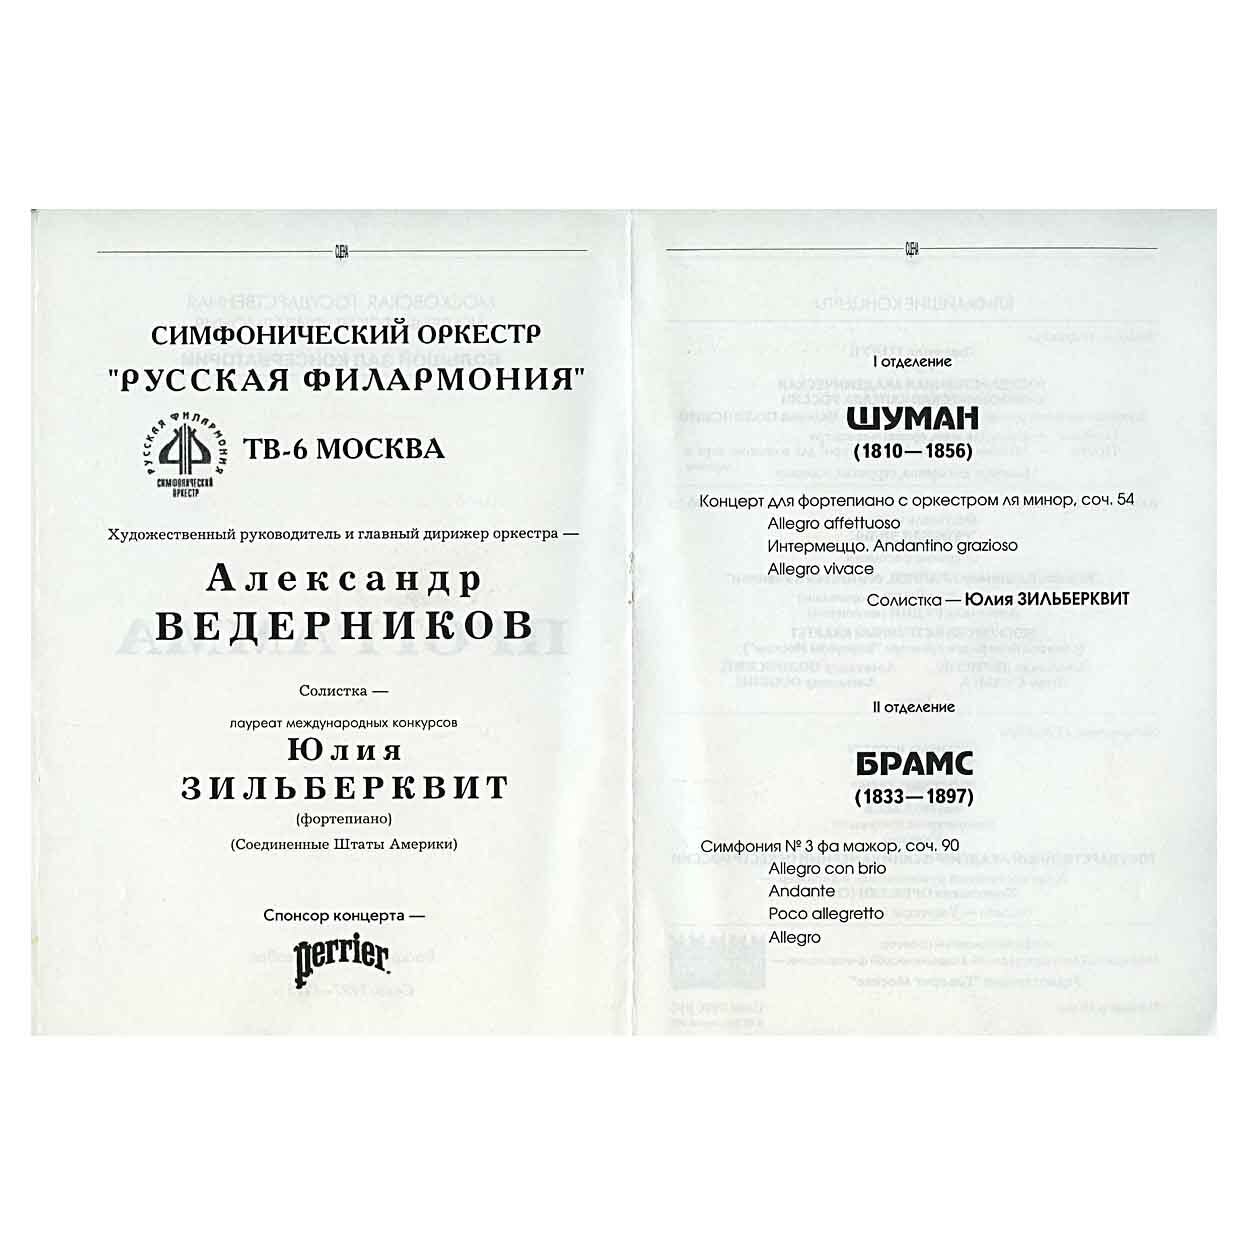 СЦЕНА
СИМФОНИЧЕСКИЙ ОРКЕСТР
"РУССКАЯ ФИЛАРМОНИЯ"
РУССКАЯ ФИЛАРМОНИЯ
СИМФОНИЧЕСКИЙ
ОРКЕСТР
ТВ-6 МОСКВА
Художественный руководитель и главный дирижер оркестра —
Александр
ВЕДЕРНИКОВ
Солистка —
лауреат международных конкурсов
Юлия
ЗИЛЬБЕРКВИТ
(фортепиано)
(Соединенные Штаты Америки)
Спонсор концерта —
perrier
СЦЕНА
I отделение
ШУМАН
(1810—1856)
Концерт для фортепиано с оркестром ля минор, соч. 54
Allegro affettuoso
Интермеццо. Andantino grazioso
Allegro vivace
Солистка — Юлия ЗИЛЬБЕРКВИТ
II отделение
БРАМС
(1833—1897)
Симфония № 3 фа мажор, соч. 90
Allegro con brio
Andante
Poco allegretto
Allegro